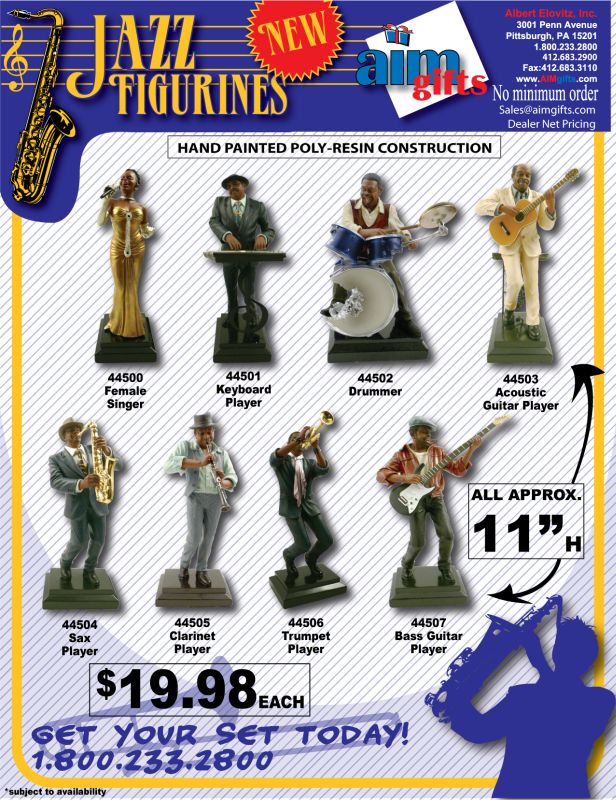 JAZZ
FIGURINES
NEW
aim
gifts
Albert Elovitz, Inc.
3001 Penn Avenue
Pittsburgh, PA 15201
1.800.233.2800
412.683.2900
Fax:412.683.3110
www.AIMgifts.com
No minimum order
Sales@aimgifts.com
Dealer Net Pricing
HAND PAINTED POLY-RESIN CONSTRUCTION
44500
Female
Singer
44501
Keyboard
Player
44502
Drummer
44503
Acoustic
Guitar Player
44504
Sax
Player
44505
Clarinet
Player
44506
Trumpet
Player
44507
Bass Guitar
Player
ALL APPROX.
11”H
$19.98 EACH
GET YOUR SET TODAY!
1.800.233.2800
*subject to availability